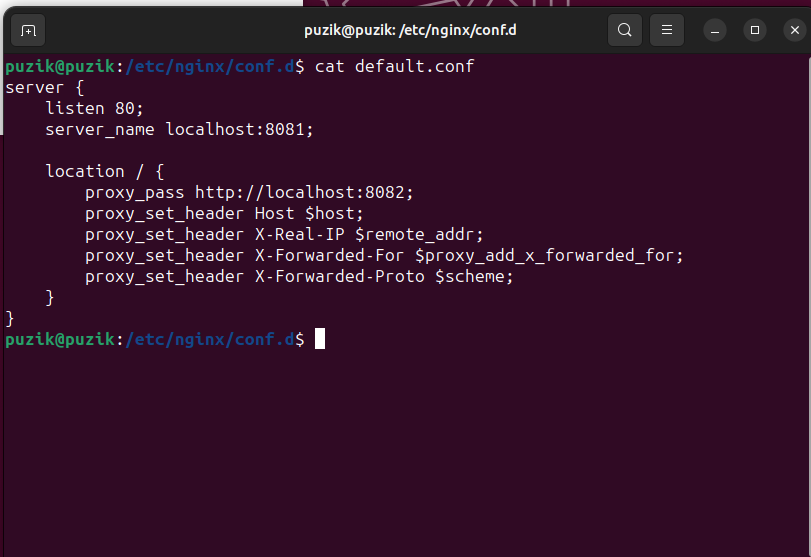 puzik@puzik: /etc/nginx/conf.d
puzik@puzik:/etc/nginx/conf.d$ cat default.conf
server {
    listen 80;
    server_name localhost:8081;

    location / {
        proxy_pass http://localhost:8082;
        proxy_set_header Host $host;
        proxy_set_header X-Real-IP $remote_addr;
        proxy_set_header X-Forwarded-For $proxy_add_x_forwarded_for;
        proxy_set_header X-Forwarded-Proto $scheme;
    }
}
puzik@puzik:/etc/nginx/conf.d$